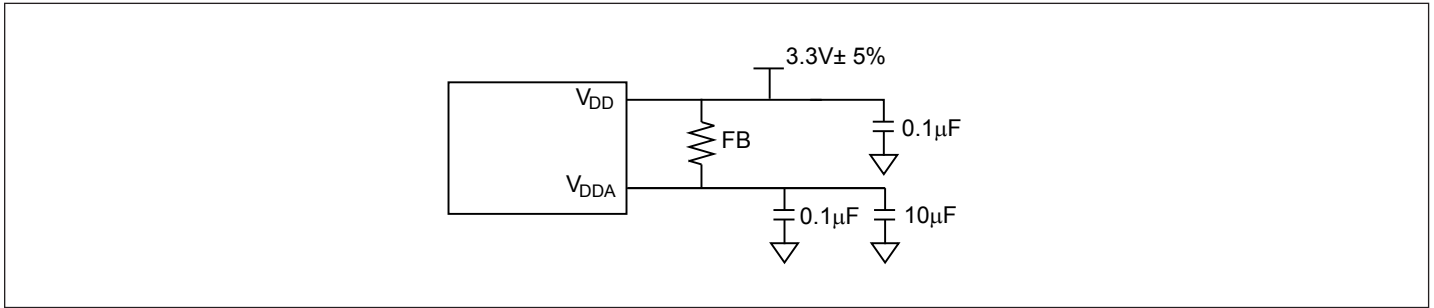 3.3V± 5%
VDD
0.1μF
FB
VDDA
0.1μF
10μF